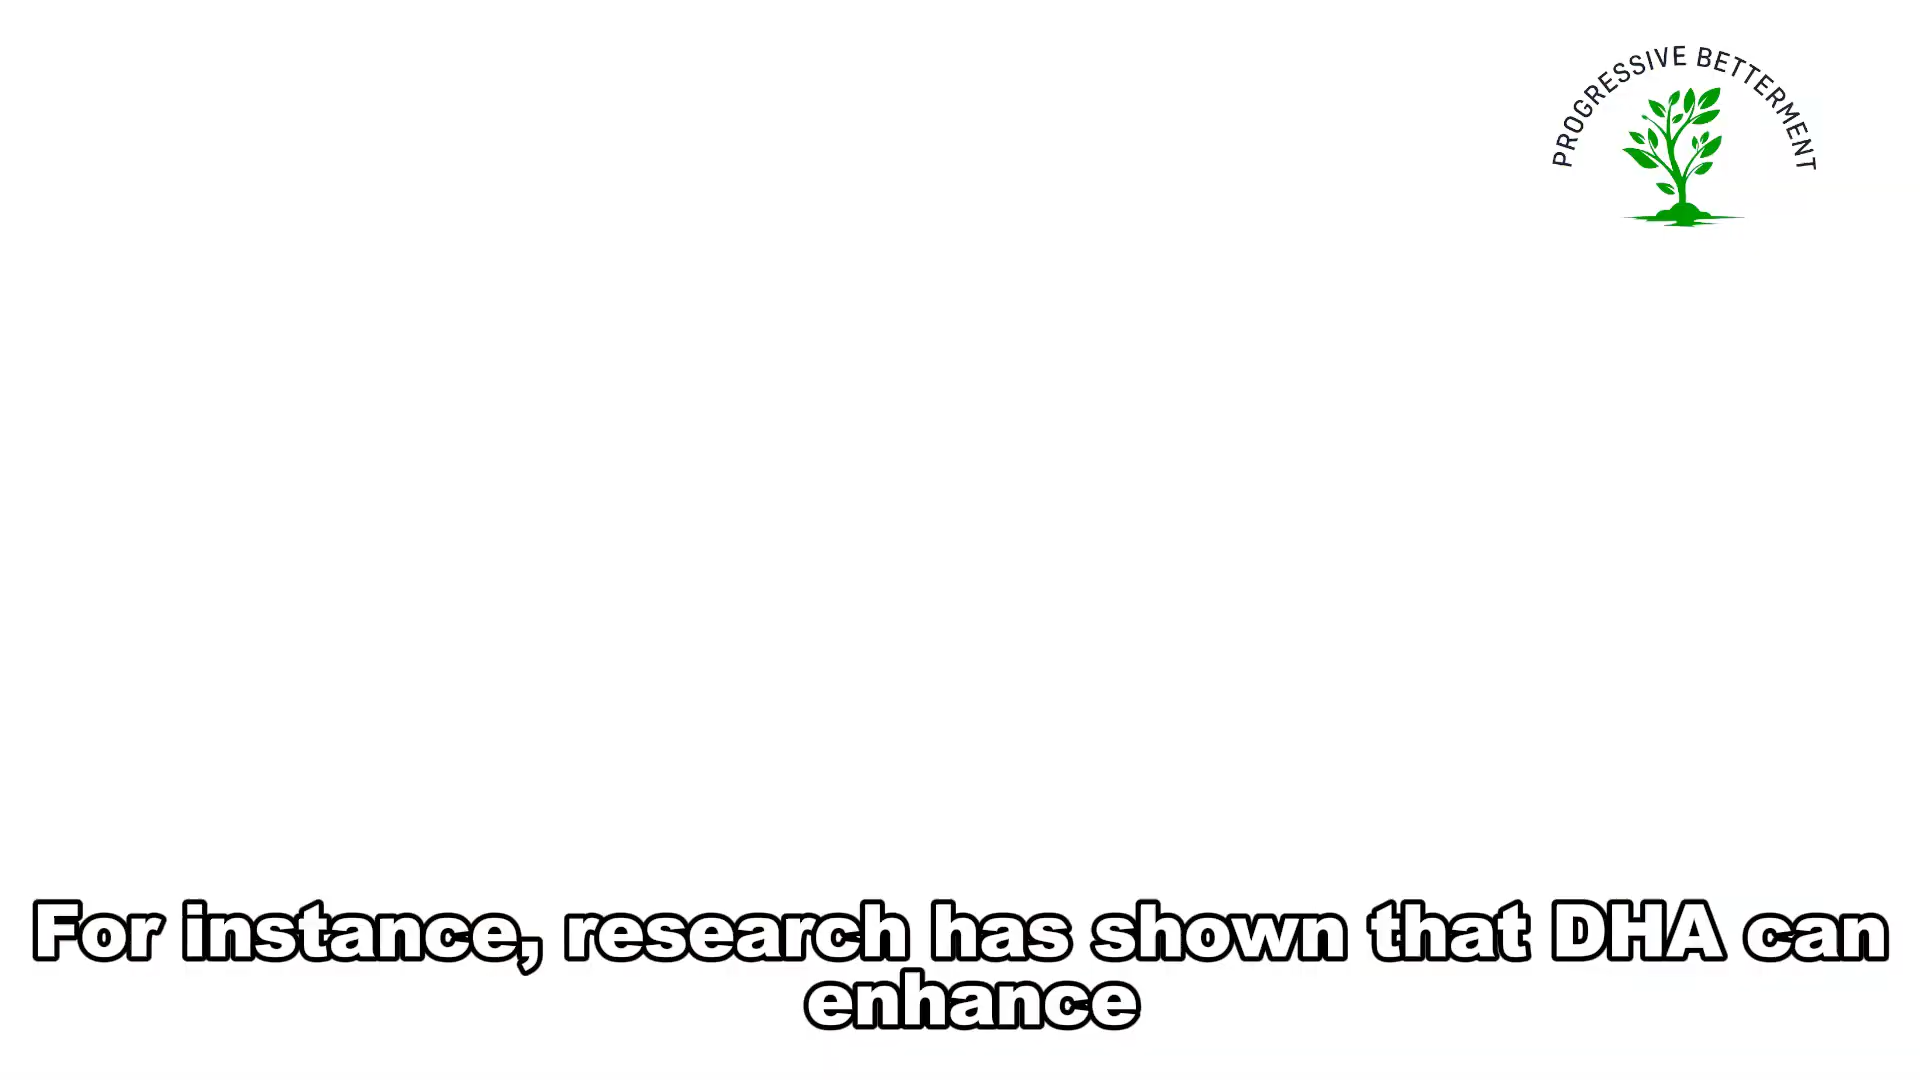 PROGRESSIVE BETTERMENT
For instance, research has shown that DHA can
enhance